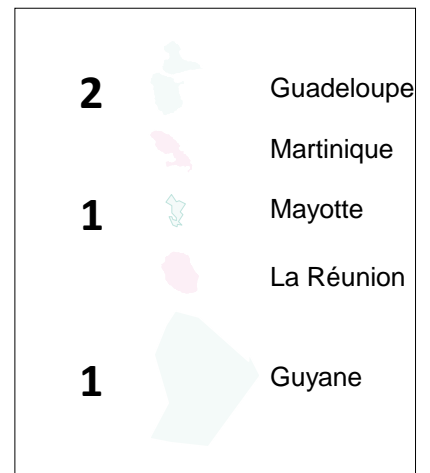 2 Guadeloupe
Martinique
1 Mayotte
La Réunion
1 Guyane